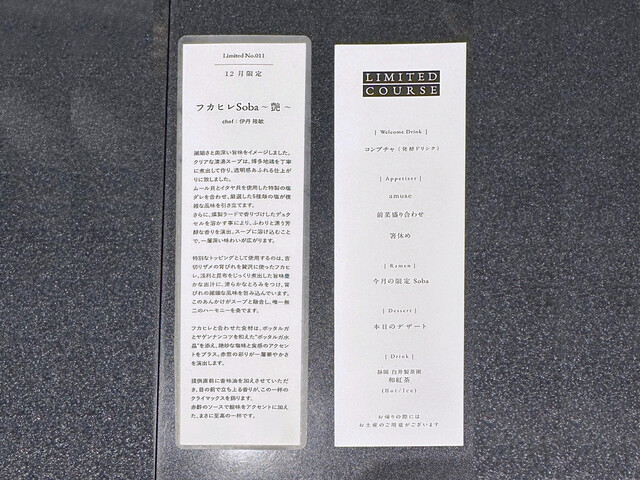 Limited No.011
12月限定
フカヒレSoba～艶～
chef：伊丹 隆敏
繊細さと奥深い旨味をイメージしました。
クリアな清湯スープは、博多地鶏を丁寧
に煮出して作り、透明感あふれる仕上が
りに致しました。
ムール貝とイタヤ貝を使用した特製の塩
ダレを合わせ、厳選した5種類の塩が複
雑な風味を引き立てます。
さらに、燻製ラードで香りづけしたデュク
セルを溶かす事により、ふわりと漂う芳
醇な香りを演出。スープに溶け込むこと
で、一層深い味わいが広がります。
特別なトッピングとして使用するのは、吉
切りザメの背びれを贅沢に使ったフカヒ
レ。浅利と昆布をじっくり煮出した旨味豊
かな出汁に、滑らかなとろみをつけ、背
びれの繊細な風味を包み込んでいます。
このあんかけがスープと融合し、唯一無
二のハーモニーを奏でます。
フカヒレと合わせた食材は、ボッタルガ
とヤゲンナンコツを和えた"ボッタルガ水
晶"を添え、絶妙な塩味と食感のアクセント
をプラス。赤窓の彩りが一層華やかさ
を演出します。
提供直前に香味油を加えさせていただ
き、目の前で立ち上る香りが、この一杯の
クライマックスを飾ります。
赤酢のソースで酸味をアクセントに加え
た、まさに至高の一杯です。
LIMITED
COURSE
| Welcome Drink |
コンブチャ（発酵ドリンク）
| Appetizer |
amuse
前菜盛り合わせ
箸休め
| Ramen |
今月の限定 Soba
| Dessert |
本日のデザート
| Drink |
静岡 白井製茶園
和紅茶
(Hot/Ice)
お帰りの際には
お土産のご用意がございます